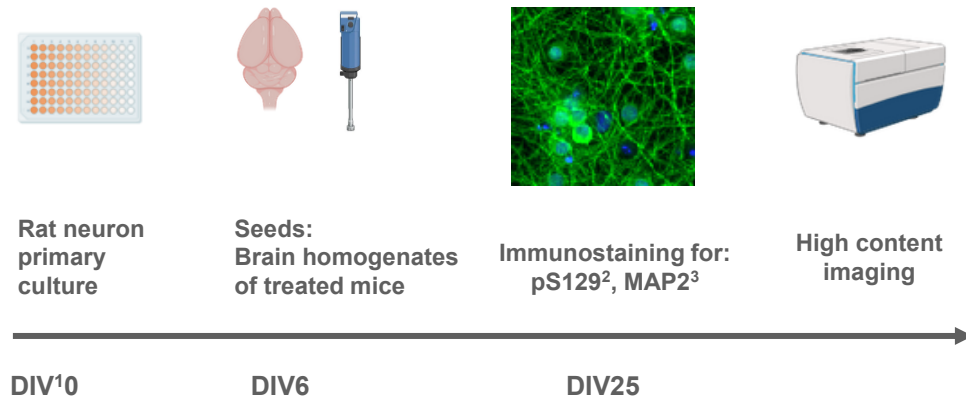 Rat neuron
primary
culture
Seeds:
Brain homogenates
of treated mice
Immunostaining for:
pS129², MAP2³
High content
imaging
DIV¹0
DIV6
DIV25